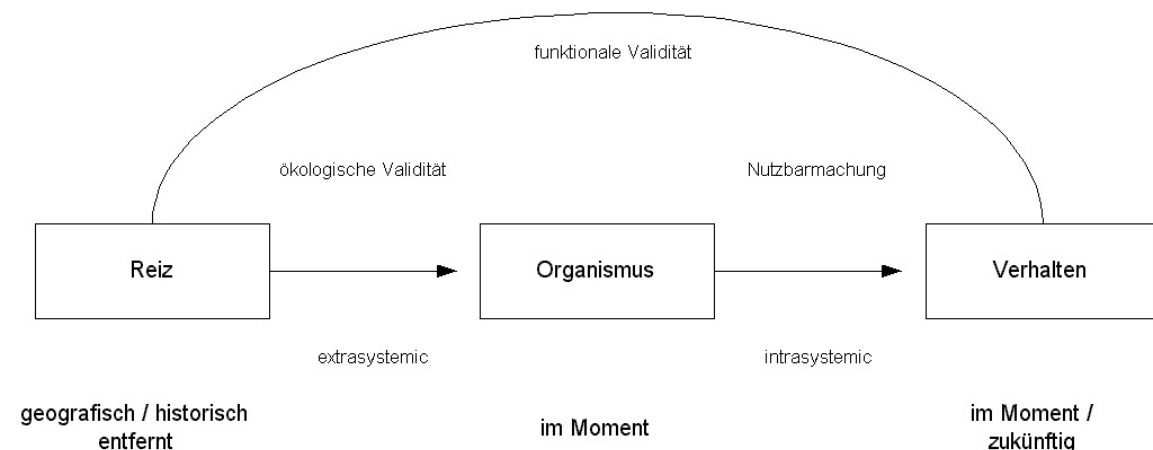 funktionale Validität
ökologische Validität
Nutzbarmachung
Reiz
Organismus
Verhalten
extrasystemic
intrasystemic
geografisch / historisch
entfernt
im Moment
im Moment /
zukünftig